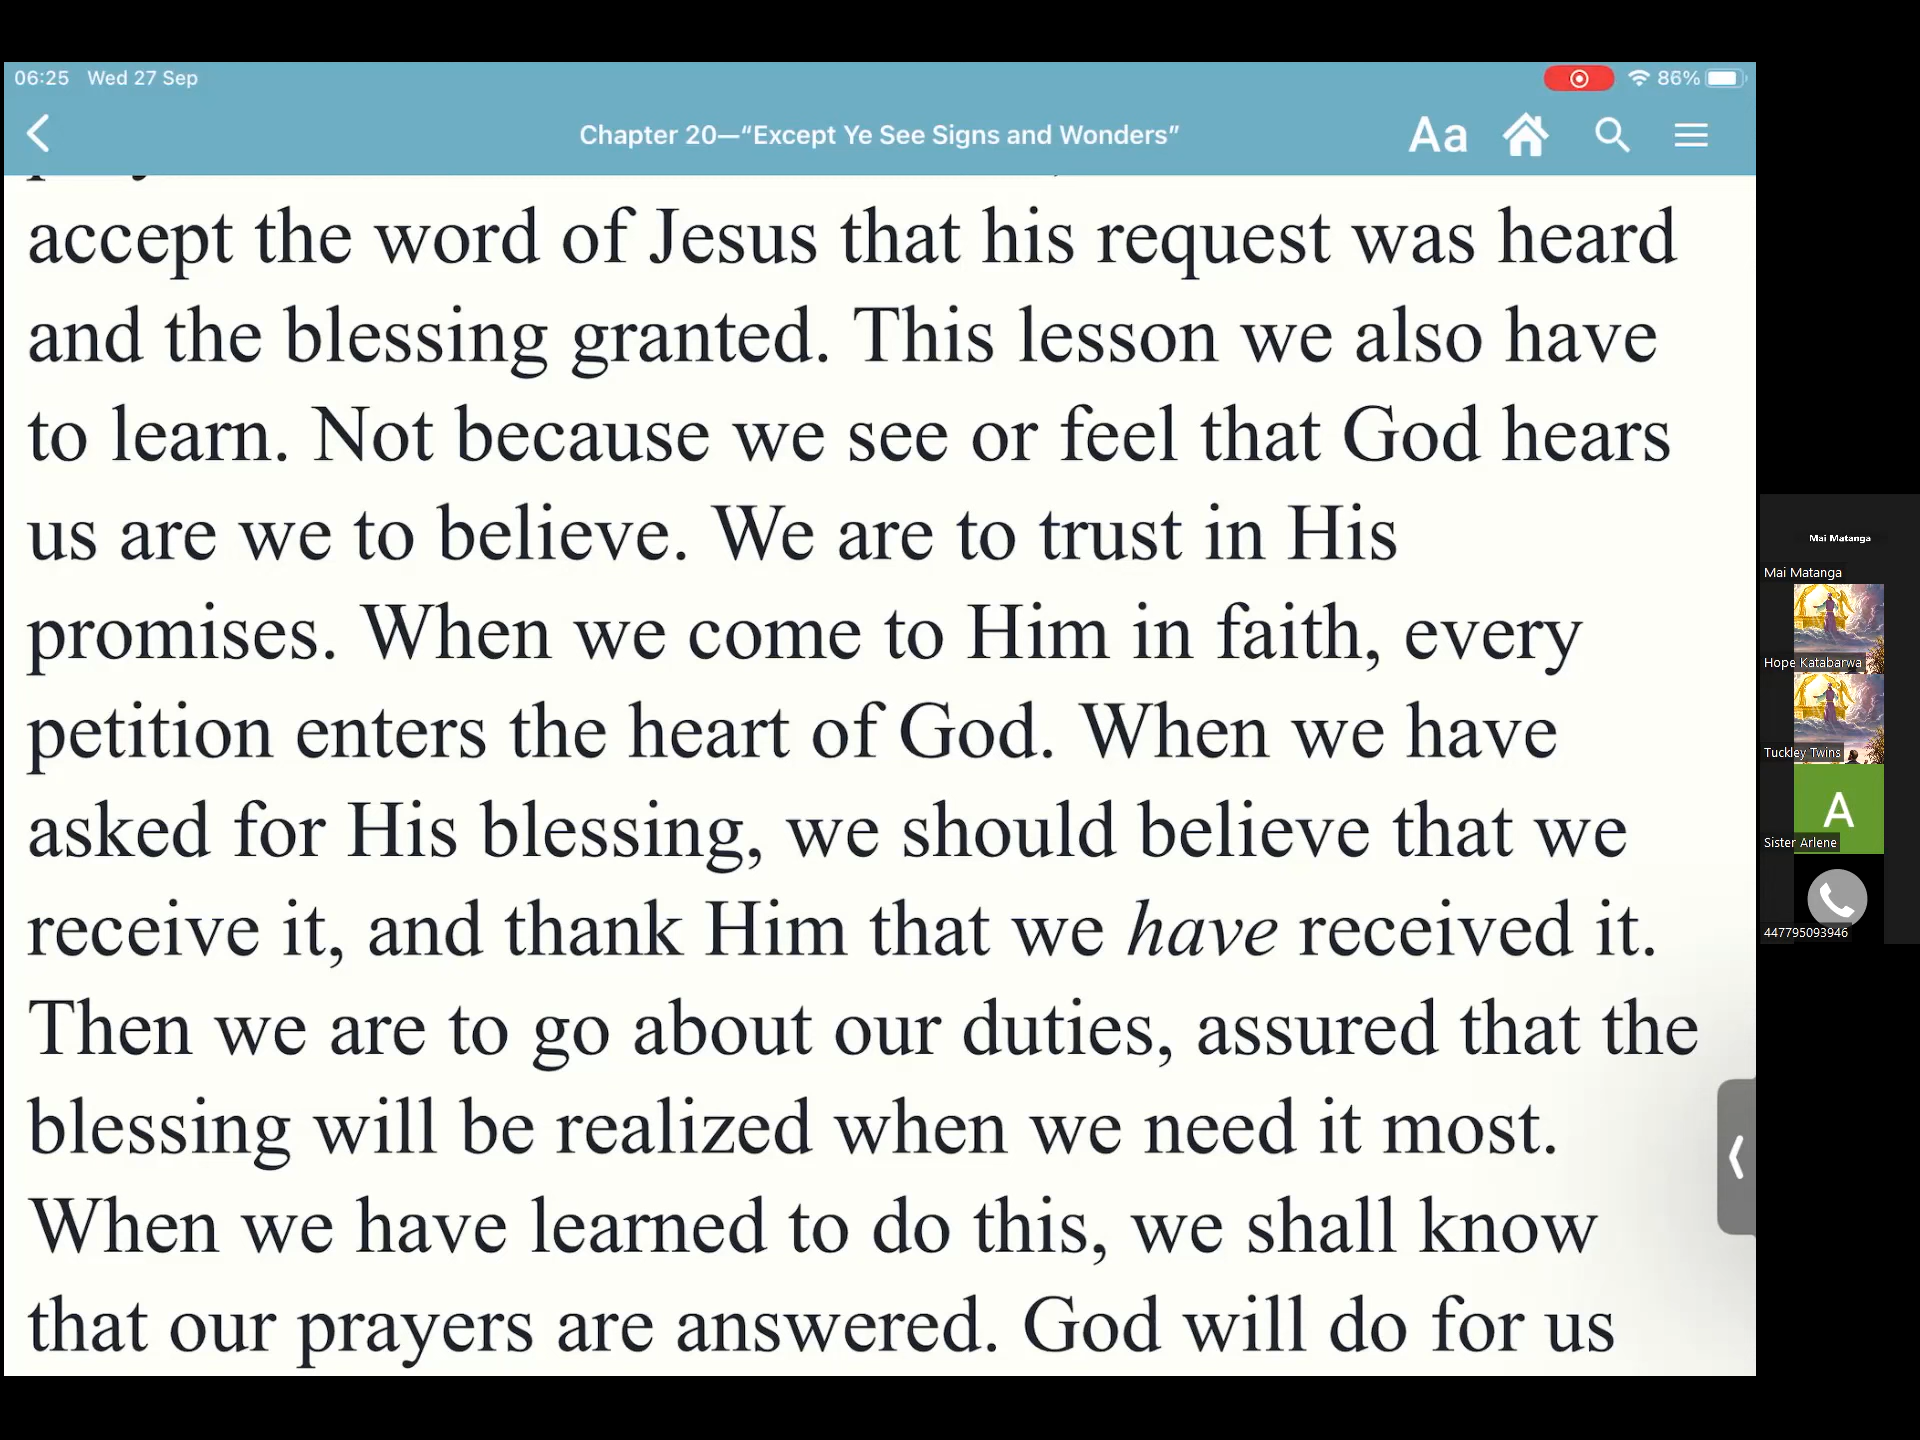 06:25 Wed 27 Sep
86%
Chapter 20—“Except Ye See Signs and Wonders”
Aa
accept the word of Jesus that his request was heard
and the blessing granted. This lesson we also have
to learn. Not because we see or feel that God hears
us are we to believe. We are to trust in His
promises. When we come to Him in faith, every
petition enters the heart of God. When we have
asked for His blessing, we should believe that we
receive it, and thank Him that we have received it.
Then we are to go about our duties, assured that the
blessing will be realized when we need it most.
When we have learned to do this, we shall know
that our prayers are answered. God will do for us
Mai Matanga
Mai Matanga
Hope Katabarwa
Tuckley Twins
A
Sister Arlene
447795093946